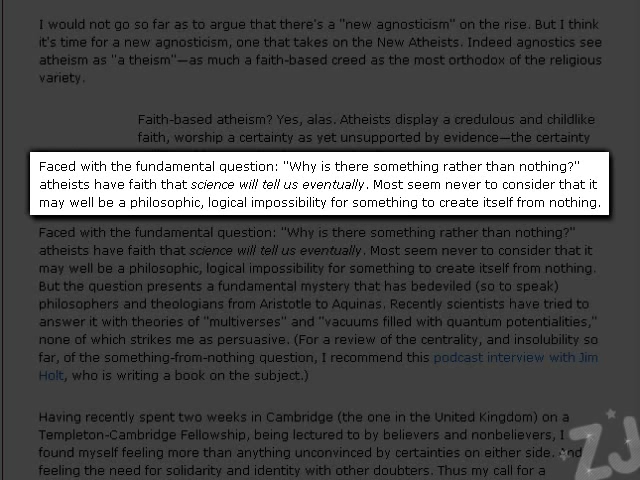 I would not go so far as to argue that there's a "new agnosticism" on the rise. But I think
it's time for a new agnosticism, one that takes on the New Atheists. Indeed agnostics see
atheism as "a theism"—as much a faith-based creed as the most orthodox of the religious
variety.
Faith-based atheism? Yes, alas. Atheists display a credulous and childlike
faith, worship a certainty as yet unsupported by evidence—the certainty
Faced with the fundamental question: "Why is there something rather than nothing?"
atheists have faith that science will tell us eventually. Most seem never to consider that it
may well be a philosophic, logical impossibility for something to create itself from nothing.
Faced with the fundamental question: "Why is there something rather than nothing?"
atheists have faith that science will tell us eventually. Most seem never to consider that it
may well be a philosophic, logical impossibility for something to create itself from nothing.
But the question presents a fundamental mystery that has bedeviled (so to speak)
philosophers and theologians from Aristotle to Aquinas. Recently scientists have tried to
answer it with theories of "multiverses" and "vacuums filled with quantum potentialities,"
none of which strikes me as persuasive. (For a review of the centrality, and insolubility so
far, of the something-from-nothing question, I recommend this podcast interview with Jim
Holt, who is writing a book on the subject.)
Having recently spent two weeks in Cambridge (the one in the United Kingdom) on a
Templeton-Cambridge Fellowship, being lectured to by believers and nonbelievers, I
found myself feeling more than anything unconvinced by certainties on either side. And
feeling the need for solidarity and identity with other doubters. Thus my call for a
ZJ